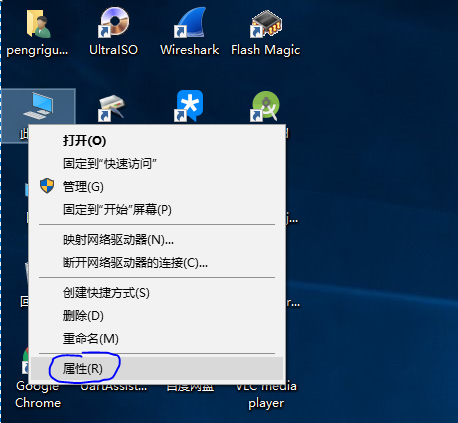 pengrigu...
UltraISO
Wireshark
Flash Magic
此
打开(O)
固定到"快速访问"
管理(G)
固定到"开始"屏幕(P)
映射网络驱动器(N)...
断开网络驱动器的连接(C)...
创建快捷方式(S)
删除(D)
重命名(M)
属性(R)
Google
Chrome
UartAssist...
百度网盘
VLC media
player